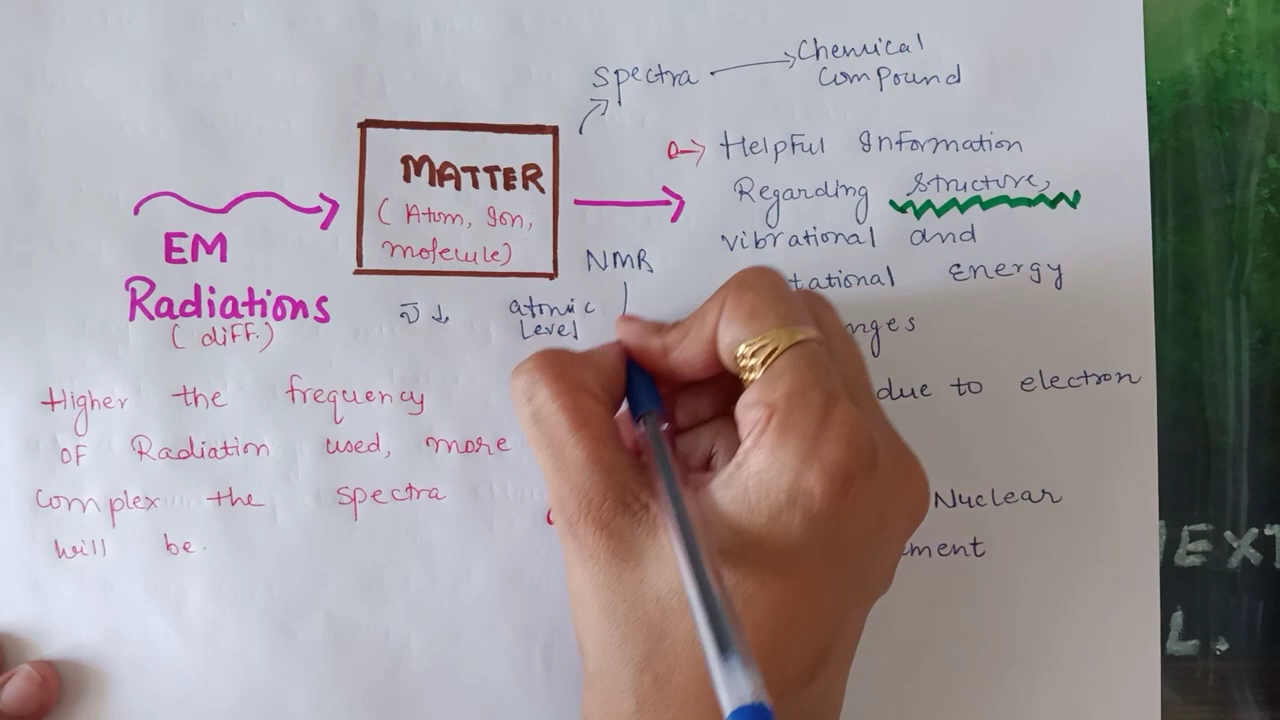 Spectra
Chemical
Compound
MATTER
(Atom, Ion,
molecule)
EM
Radiations
(diff.)
ν̄ ↓
atomic
Level
NMR
Helpful Information
Regarding structure,
vibrational and
Energy
due to electron
Nuclear
Higher the frequency
of Radiation used, more
complex the spectra
will be.